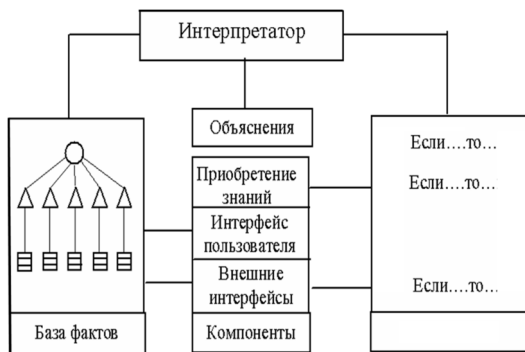 Интерпретатор
Объяснения
Приобретение
знаний
Интерфейс
пользователя
Внешние
интерфейсы
Компоненты
База фактов
Если....то...
Если....то...
Если....то...